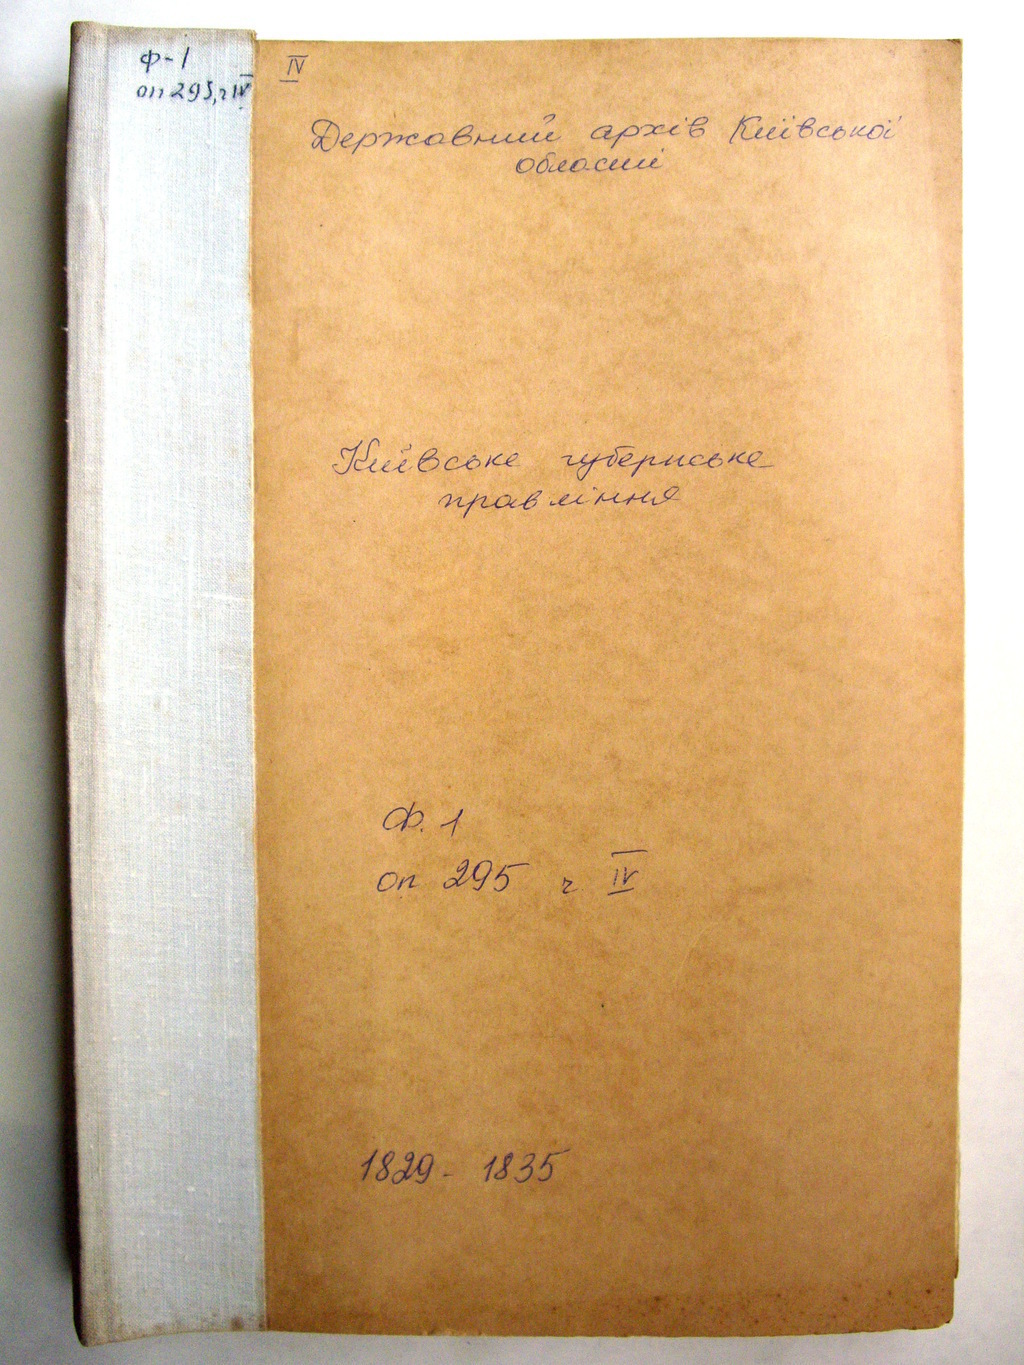 Ф-1
оп 295, ч IV
IV
Державний архів Київської
області
Київське губернське
правління
Ф. 1
оп 295 ч IV
1829 - 1835